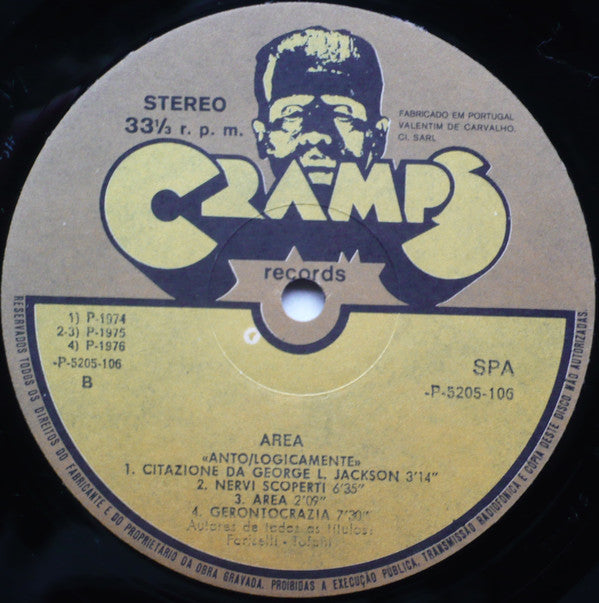 STEREO
33⅓ r. p. m.
FABRICADO EM PORTUGAL
VALENTIM DE CARVALHO,
CI. SARL
CRAMPS
records
1) P-1974
2-3) P-1975
4) P-1976
-P-5205-106
B
SPA
-P-5205-106
AREA
«ANTO/LOGICAMENTE»
1. CITAZIONE DA GEORGE L. JACKSON 3'14"
2. NERVI SCOPERTI 6'35"
3. AREA 2'09"
4. GERONTOCRAZIA 7'30"
Autores de todos os títulos:
Fariselli - Tofani
RESERVADOS TODOS OS DIREITOS DO FABRICANTE E DO PROPRIETÁRIO DA OBRA GRAVADA. PROIBIDAS A EXECUÇÃO PÚBLICA, TRANSMISSÃO RADIOFÓNICA E CÓPIA DESTE DISCO NÃO AUTORIZADAS.